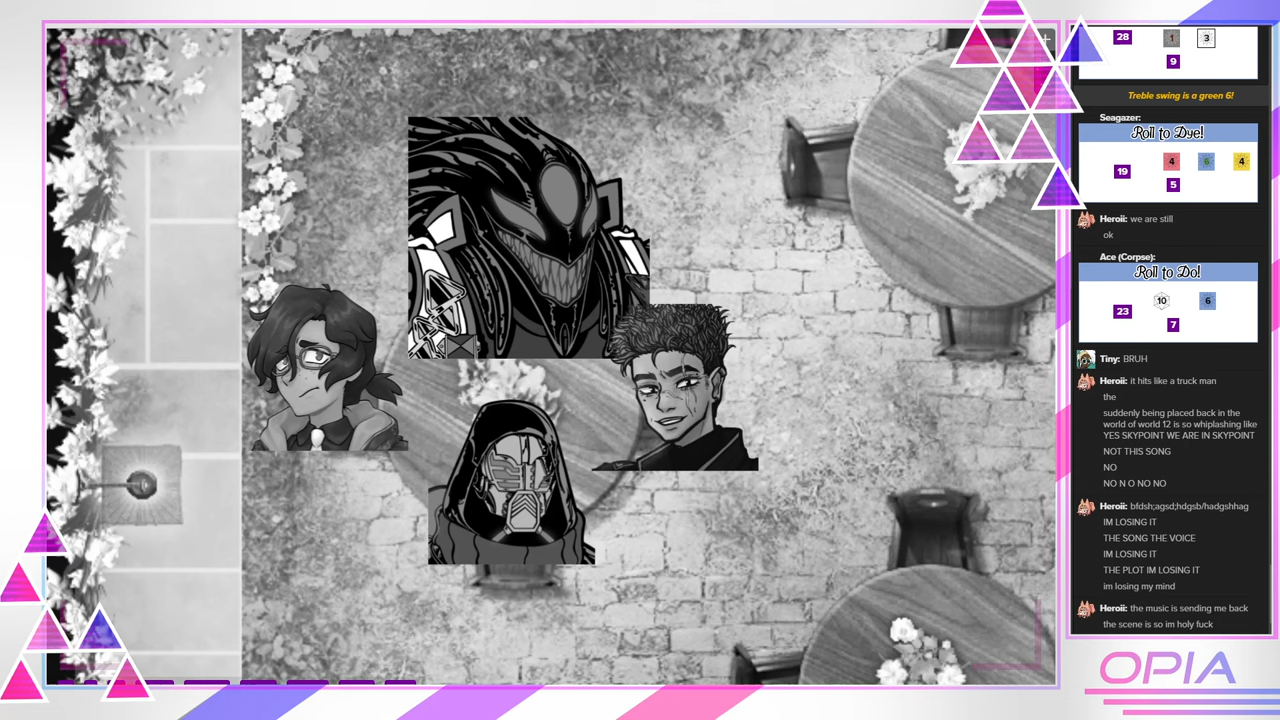 28
1
3
9
Treble swing is a green 6!
Seagazer:
Roll to Dye!
19
4
6
4
5
Heroii: we are still
ok
Ace (Corpse):
Roll to Do!
23
10
6
7
Tiny: BRUH
Heroii: it hits like a truck man
the
suddenly being placed back in the
world of world 12 is so whiplashing like
YES SKYPOINT WE ARE IN SKYPOINT
NOT THIS SONG
NO
NO N O NO NO
Heroii: bfdsh;agsd;hdgsb/hadgshhag
IM LOSING IT
THE SONG THE VOICE
IM LOSING IT
THE PLOT IM LOSING IT
im losing my mind
Heroii: the music is sending me back
the scene is so im holy fuck
OPIA